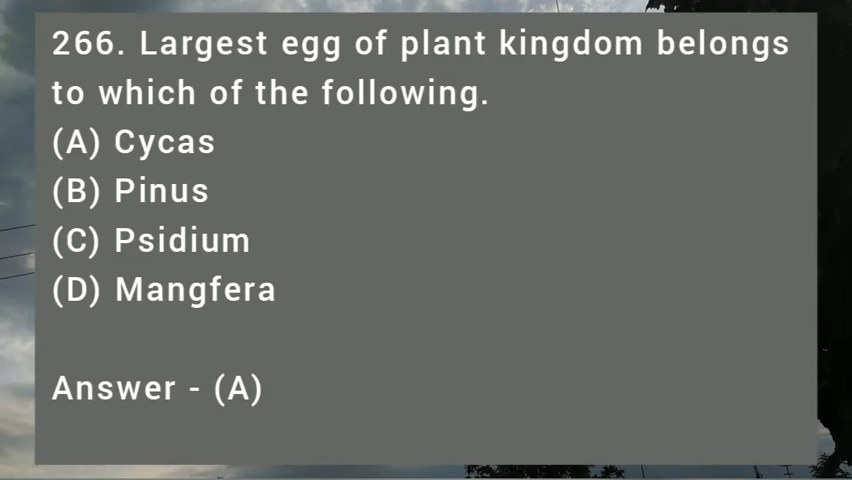 266. Largest egg of plant kingdom belongs
to which of the following.
(A) Cycas
(B) Pinus
(C) Psidium
(D) Mangfera
Answer - (A)